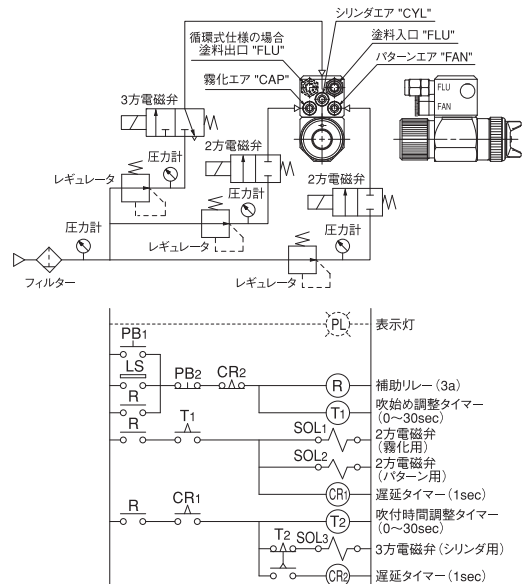 シリンダエア "CYL"
循環式仕様の場合
塗料出口 "FLU"
塗料入口 "FLU"
霧化エア "CAP"
パターンエア "FAN"
FLU
FAN
3方電磁弁
2方電磁弁
圧力計
レギュレータ
2方電磁弁
圧力計
圧力計
レギュレータ
圧力計
フィルター
レギュレータ
PL 表示灯
PB1
LS
PB2 CR2
R 補助リレー(3a)
R
T1 吹始め調整タイマー
(0〜30sec)
R T1
SOL1 2方電磁弁
(霧化用)
SOL2 2方電磁弁
(パターン用)
CR1 遅延タイマー(1sec)
R CR1
T2 吹付時間調整タイマー
(0〜30sec)
T2 SOL3 3方電磁弁(シリンダ用)
CR2 遅延タイマー(1sec)